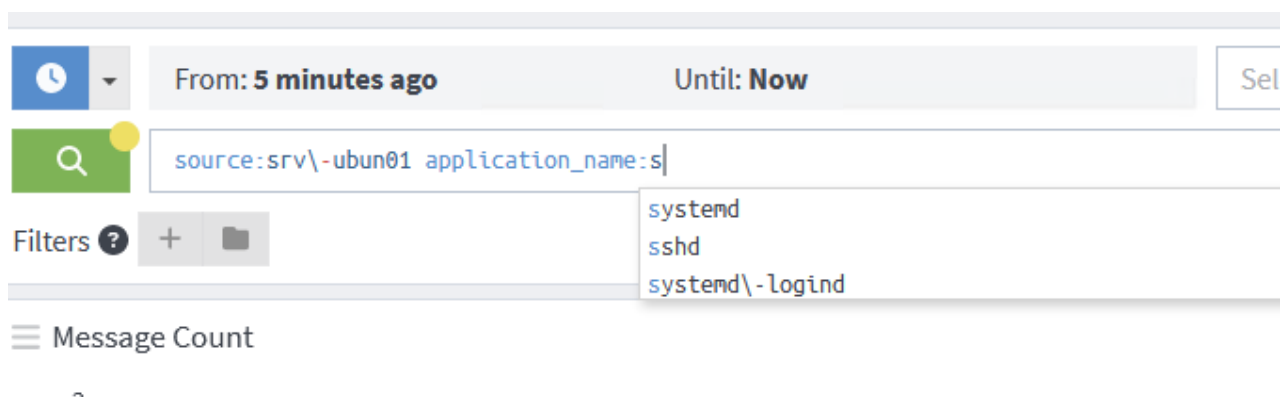 From: 5 minutes ago Until: Now Sel
source:srv\-ubun01 application_name:s
systemd
sshd
systemd\-logind
Filters ? +
Message Count